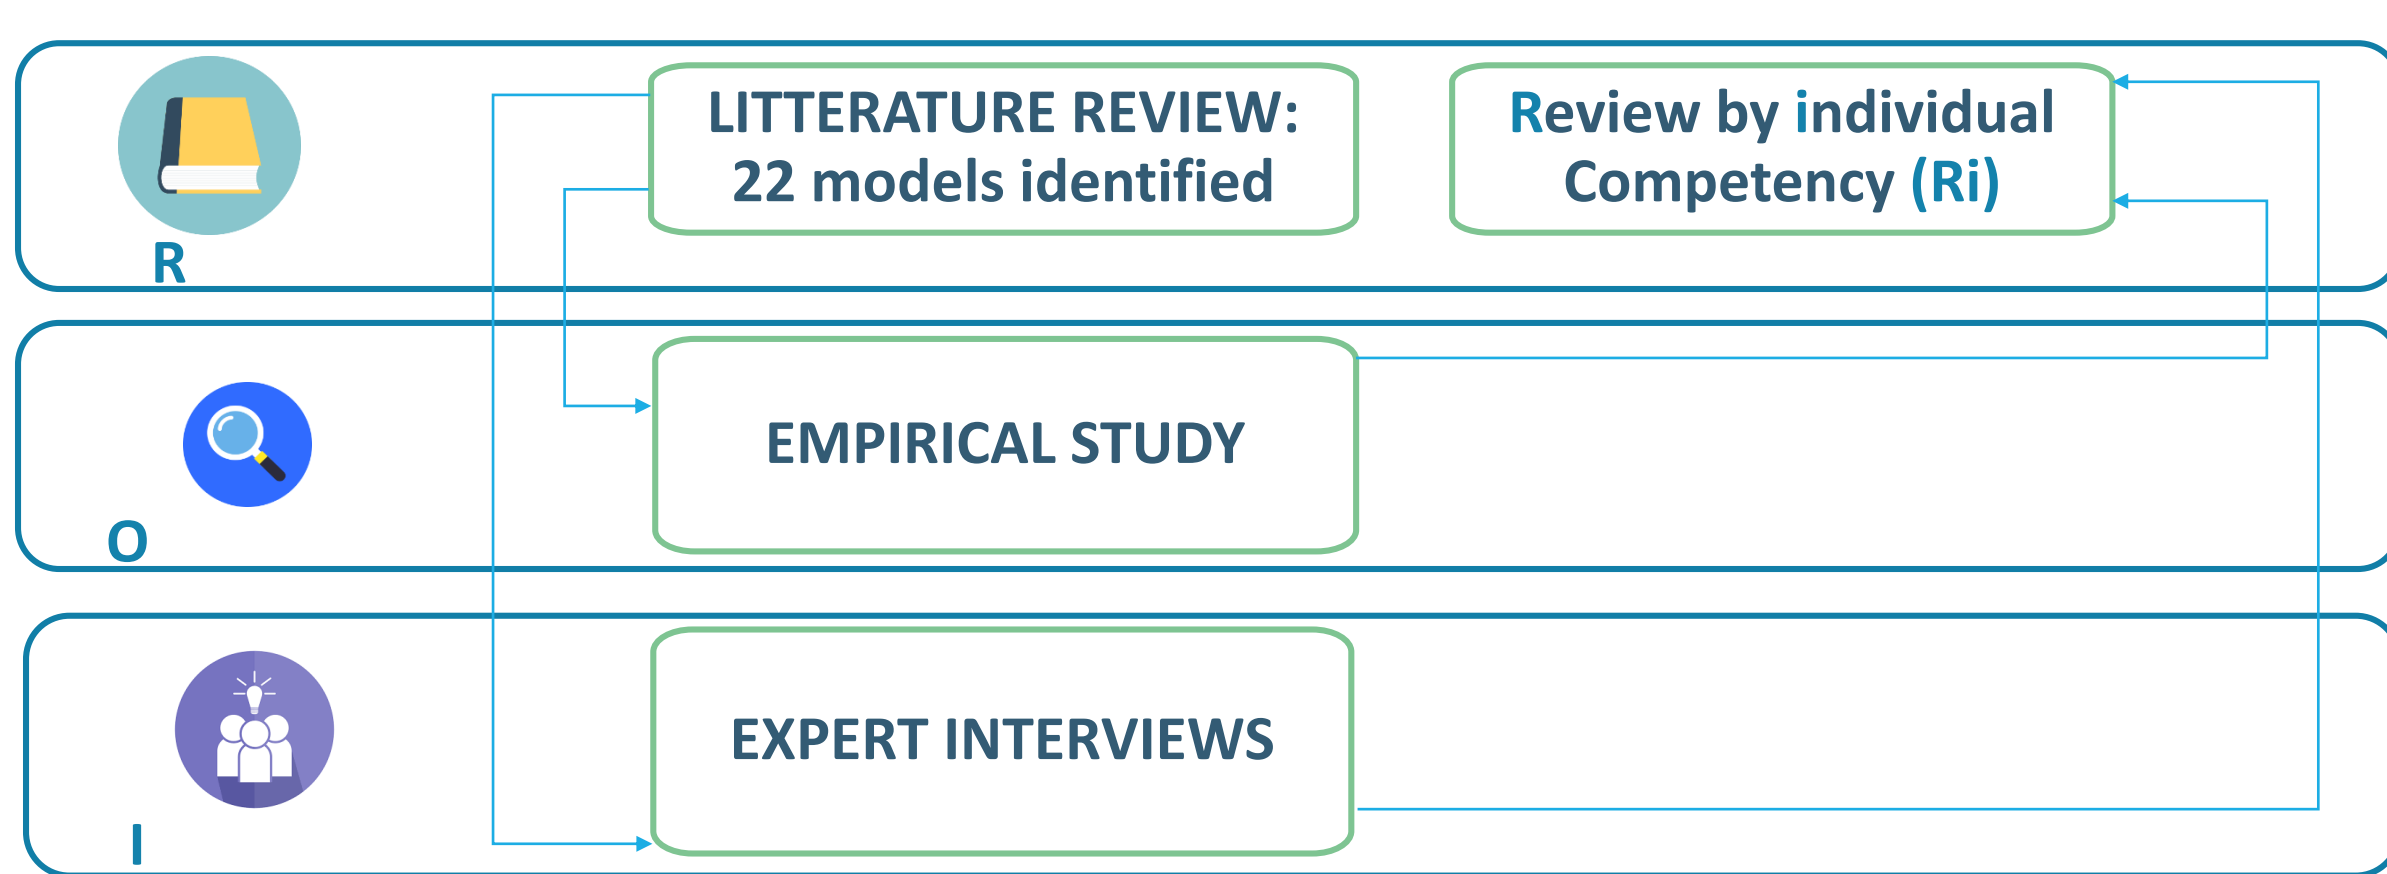 LITTERATURE REVIEW:
22 models identified
Review by individual
Competency (Ri)
R
EMPIRICAL STUDY
O
EXPERT INTERVIEWS
I